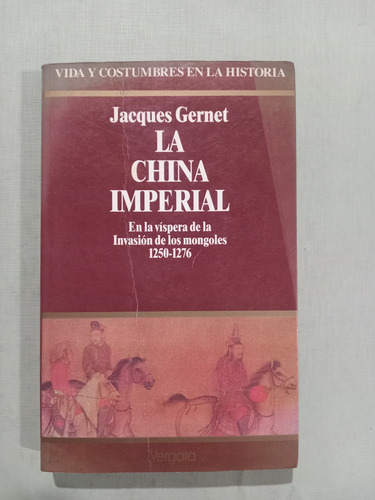 VIDA Y COSTUMBRES EN LA HISTORIA
Jacques Gernet
LA
CHINA
IMPERIAL
En la víspera de la
Invasión de los mongoles
1250-1276
Vergara